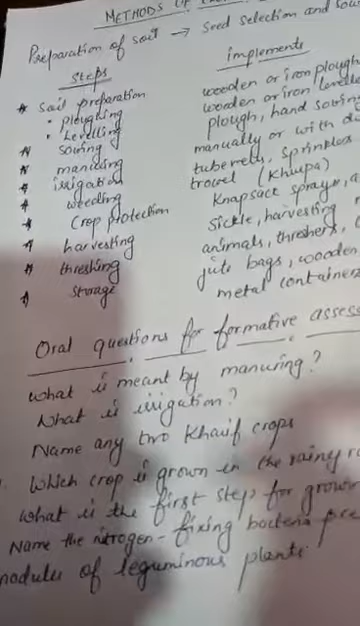 METHODS OF
Preparation of soil → Seed selection and sow
Steps
implements
* soil preparation
wooden or iron plough
• ploughing
wooden or iron levelle
• Levelling
plough, hand sowing
* sowing
manually or with d
* manuring
tubewells, sprinklers
* irrigation
trowel (Khurpa)
* weeding
Knapsack sprayer, a
* Crop protection
Sickle, harvesting
* harvesting
animals, threshers,
* threshing
jute bags, wooden
* storage
metal containers
Oral questions for formative assess
what is meant by manuring?
What is irrigation?
Name any two Kharif crops
Which crop is grown in the rainy
what is the first step for grow
Name the nitrogen-fixing bacteria pre
nodules of leguminous plants.